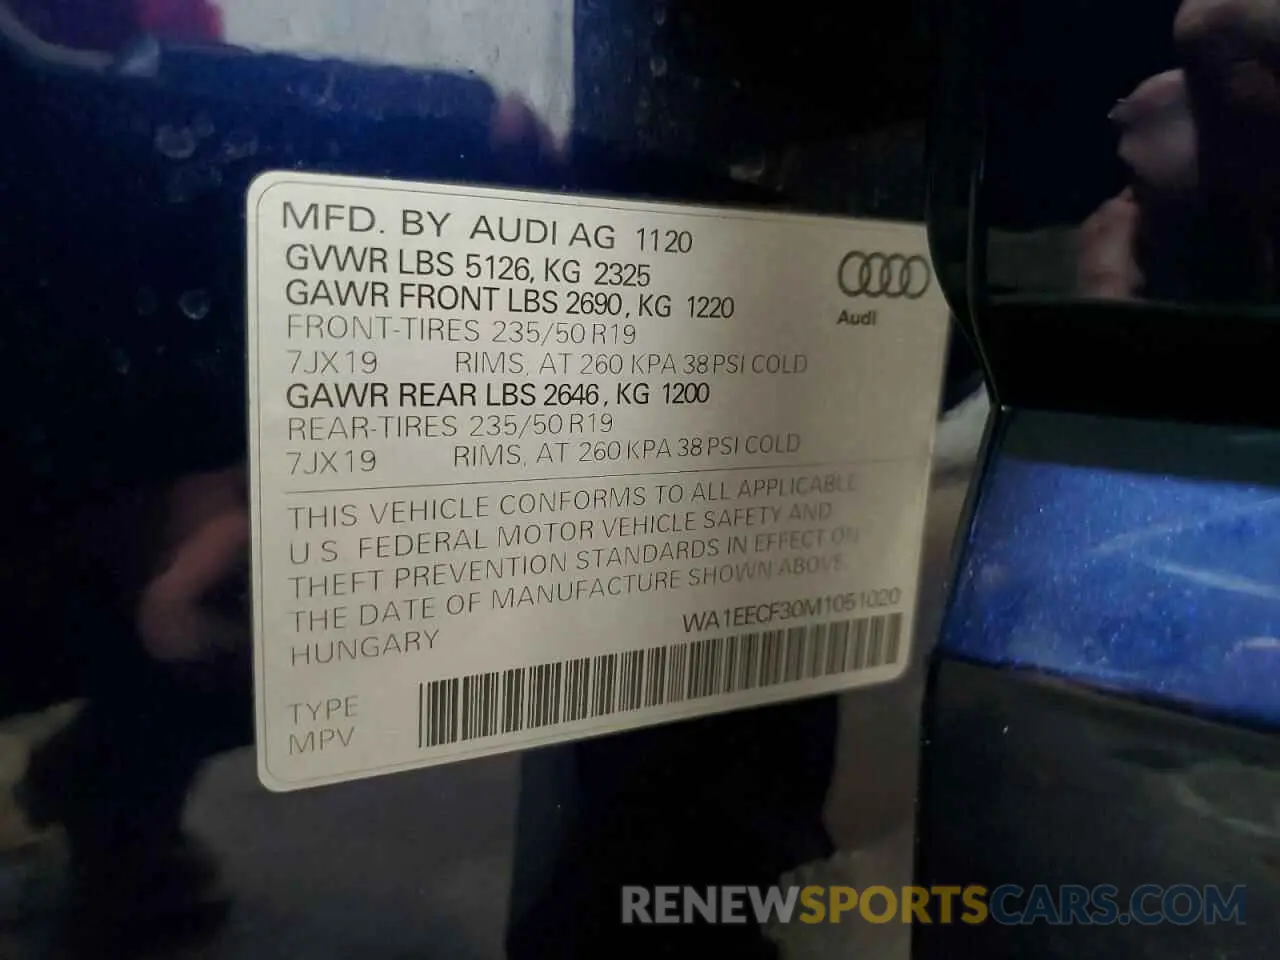 MFD. BY AUDI AG 1120
GVWR LBS 5126, KG 2325
GAWR FRONT LBS 2690, KG 1220
FRONT-TIRES 235/50 R19
7JX19 RIMS, AT 260 KPA 38 PSI COLD
GAWR REAR LBS 2646, KG 1200
REAR-TIRES 235/50 R19
7JX19 RIMS, AT 260 KPA 38 PSI COLD
Audi
THIS VEHICLE CONFORMS TO ALL APPLICABLE
U.S. FEDERAL MOTOR VEHICLE SAFETY AND
THEFT PREVENTION STANDARDS IN EFFECT ON
THE DATE OF MANUFACTURE SHOWN ABOVE.
HUNGARY
WA1EECF30M1051020
TYPE
MPV
RENEWSPORTSCARS.COM